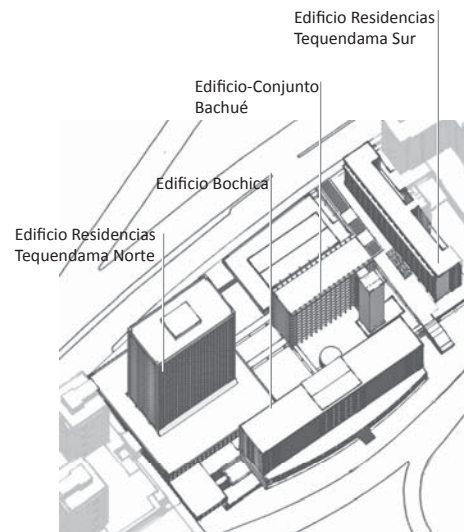 Edificio Residencias
Tequendama Sur
Edificio-Conjunto
Bachué
Edificio Bochica
Edificio Residencias
Tequendama Norte